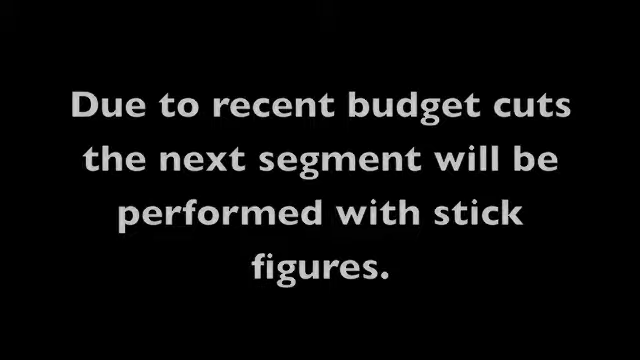 Due to recent budget cuts
the next segment will be
performed with stick
figures.